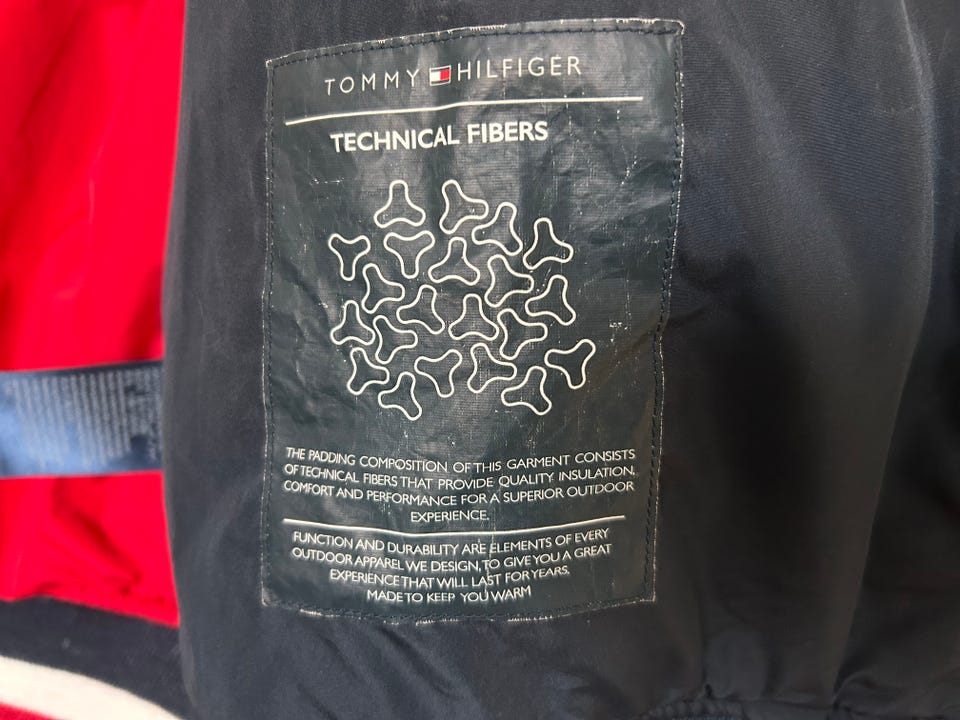 TOMMY HILFIGER
TECHNICAL FIBERS
THE PADDING COMPOSITION OF THIS GARMENT CONSISTS
OF TECHNICAL FIBERS THAT PROVIDE QUALITY INSULATION,
COMFORT AND PERFORMANCE FOR A SUPERIOR OUTDOOR
EXPERIENCE.
FUNCTION AND DURABILITY ARE ELEMENTS OF EVERY
OUTDOOR APPAREL WE DESIGN, TO GIVE YOU A GREAT
EXPERIENCE THAT WILL LAST FOR YEARS.
MADE TO KEEP YOU WARM